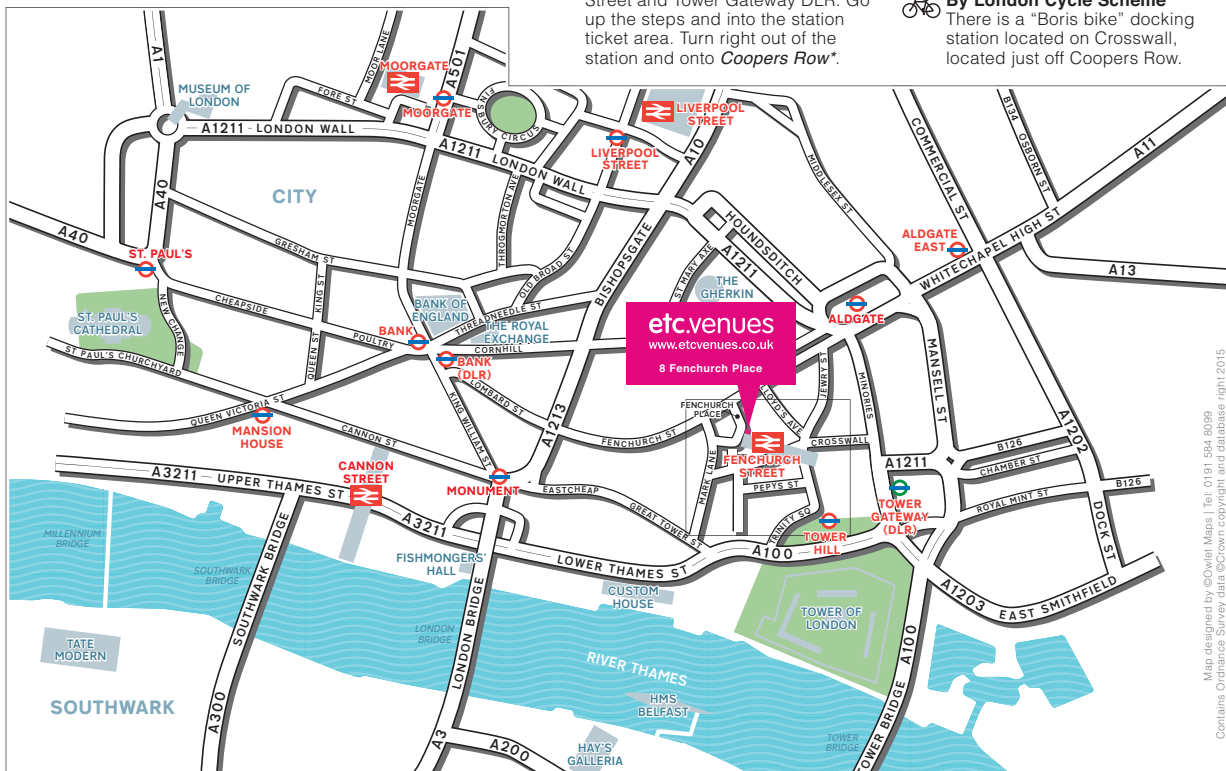 Street and Tower Gateway DLR. Go
up the steps and into the station
ticket area. Turn right out of the
station and onto Coopers Row*.
By London Cycle Scheme
There is a “Boris bike” docking
station located on Crosswall,
located just off Coopers Row.
A1
MOOR LANE
A501
MOORGATE
MOORGATE
MUSEUM OF
LONDON
FORE ST
FINSBURY CIRCUS
LIVERPOOL
STREET
LIVERPOOL
STREET
A10
A1211 - LONDON WALL
A1211 LONDON WALL
COMMERCIAL ST
B134 OSBORN ST
A11
MIDDLESEX ST
CITY
A40
A40
MOORGATE
THROGMORTON AVE
HOUNDSDITCH
A1211
ALDGATE
EAST
WHITECHAPEL HIGH ST
A13
ST. PAUL'S
GRESHAM ST
KING ST
OLD BROAD ST
BISHOPSGATE
ST MARY AXE
THE
GHERKIN
ALDGATE
CHEAPSIDE
NEW CHANGE
ST. PAUL'S
CATHEDRAL
BANK OF
ENGLAND
THREADNEEDLE ST
THE ROYAL
EXCHANGE
CORNHILL
POULTRY
BANK
BANK
(DLR)
QUEEN ST
ST PAUL'S CHURCHYARD
etc.venues
www.etcvenues.co.uk
8 Fenchurch Place
LLOYD'S AVE
JEWRY ST
MINORIES
MANSELL ST
LOMBARD ST
KING WILLIAM ST
A1213
FENCHURCH
PLACE
FENCHURCH ST
QUEEN VICTORIA ST
MANSION
HOUSE
CANNON ST
FENCHURCH
STREET
CROSSWALL
MARK LANE
PEPYS ST
A1211
B126
CHAMBER ST
A1202
B126
ROYAL MINT ST
DOCK ST
A3211 - UPPER THAMES ST
CANNON
STREET
MONUMENT
EASTCHEAP
GREAT TOWER ST
TRINITY SQ
TOWER
HILL
TOWER
GATEWAY
(DLR)
A3211
LOWER THAMES ST
A100
FISHMONGERS'
HALL
CUSTOM
HOUSE
TOWER OF
LONDON
A1203
EAST SMITHFIELD
MILLENNIUM
BRIDGE
SOUTHWARK
BRIDGE
SOUTHWARK BRIDGE
A300
LONDON
BRIDGE
LONDON BRIDGE
A3
A200
RIVER THAMES
HMS
BELFAST
HAY'S
GALLERIA
TOWER
BRIDGE
TOWER BRIDGE
A100
TATE
MODERN
SOUTHWARK
Map designed by ©Owlet Maps | Tel: 0191 584 8099
Contains Ordnance Survey data ©Crown copyright and database right 2015